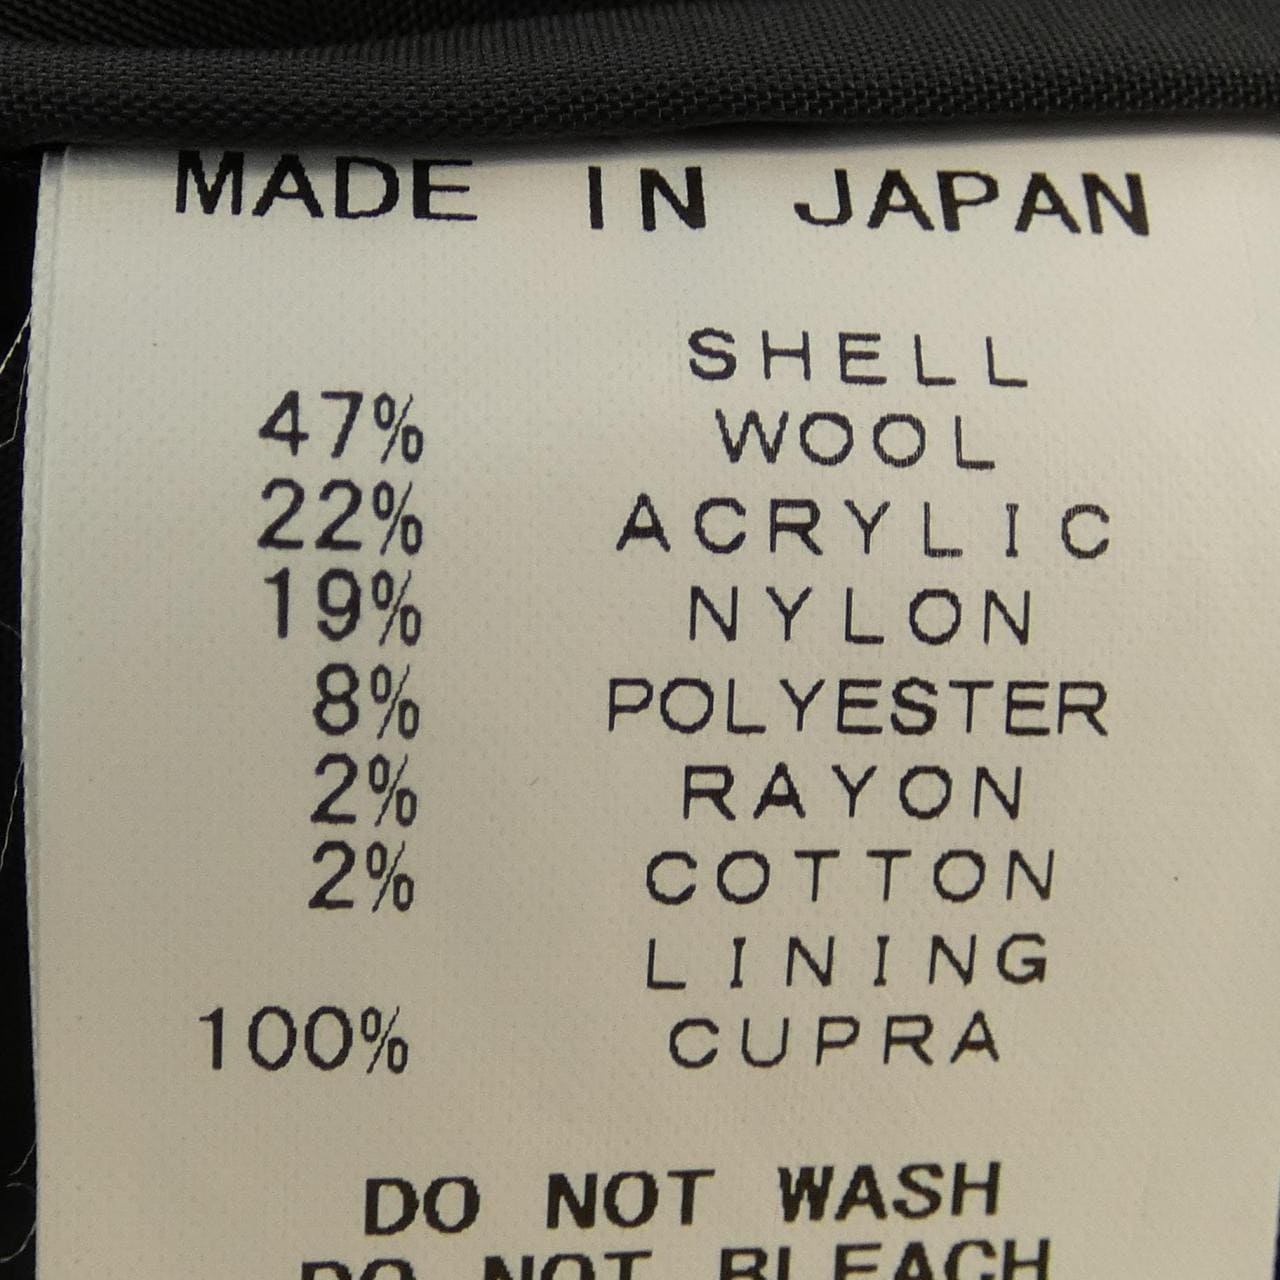 MADE IN JAPAN
SHELL
47% WOOL
22% ACRYLIC
19% NYLON
8% POLYESTER
2% RAYON
2% COTTON
LINING
100% CUPRA
DO NOT WASH
DO NOT BLEACH